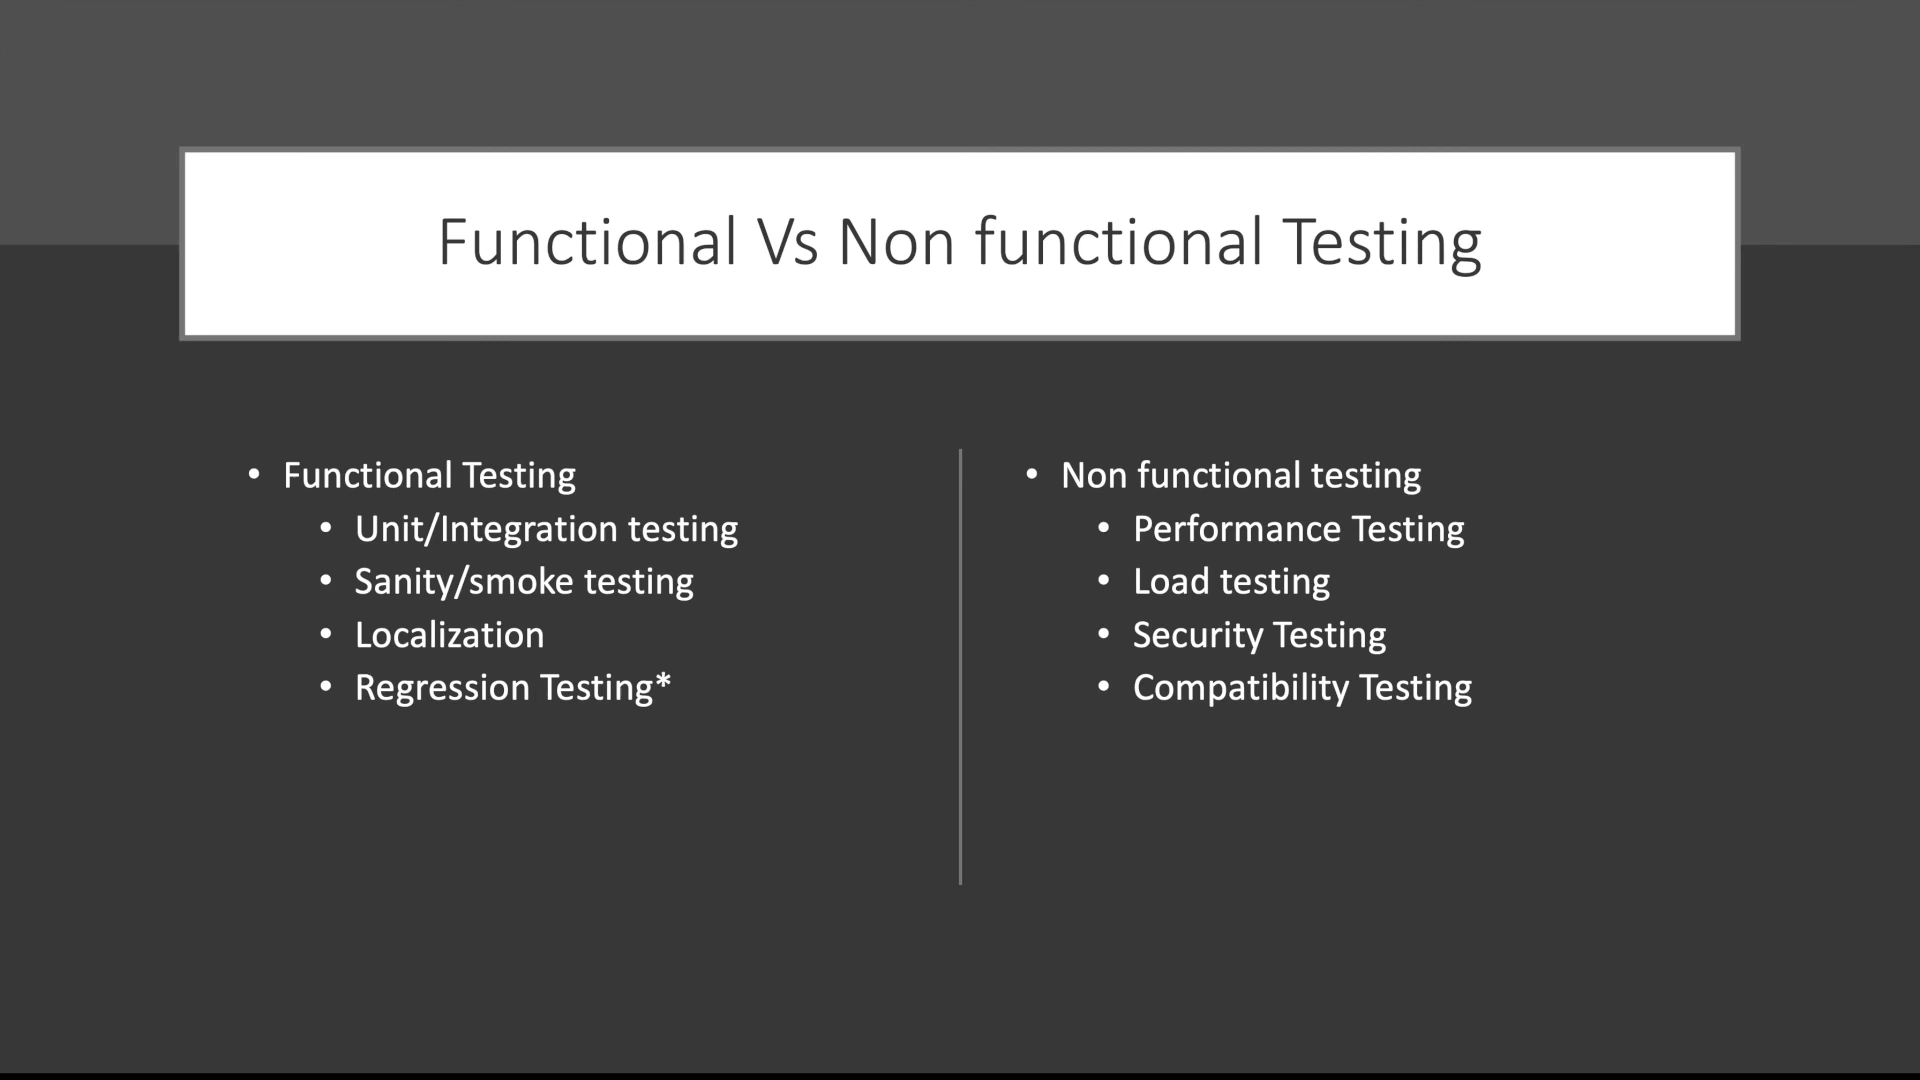 Functional Vs Non functional Testing
• Functional Testing
• Unit/Integration testing
• Sanity/smoke testing
• Localization
• Regression Testing*
• Non functional testing
• Performance Testing
• Load testing
• Security Testing
• Compatibility Testing